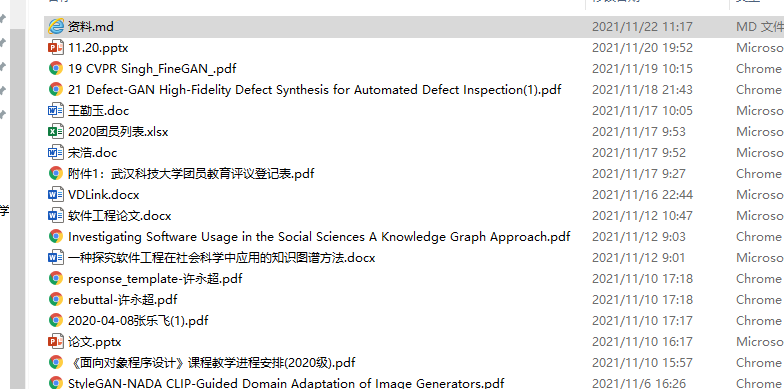 资料.md 2021/11/22 11:17 MD 文件
11.20.pptx 2021/11/20 19:52 Microso
19 CVPR Singh_FineGAN_.pdf 2021/11/19 10:15 Chrome
21 Defect-GAN High-Fidelity Defect Synthesis for Automated Defect Inspection(1).pdf 2021/11/18 21:43 Chrome
王勤玉.doc 2021/11/17 10:05 Microso
2020团员列表.xlsx 2021/11/17 9:53 Microso
宋浩.doc 2021/11/17 9:52 Microso
附件1：武汉科技大学团员教育评议登记表.pdf 2021/11/17 9:27 Chrome
VDLink.docx 2021/11/16 22:44 Microso
学
软件工程论文.docx 2021/11/12 10:47 Microso
Investigating Software Usage in the Social Sciences A Knowledge Graph Approach.pdf 2021/11/12 9:03 Chrome
一种探究软件工程在社会科学中应用的知识图谱方法.docx 2021/11/12 9:01 Microso
response_template-许永超.pdf 2021/11/10 17:18 Chrome
rebuttal-许永超.pdf 2021/11/10 17:18 Chrome
2020-04-08张乐飞(1).pdf 2021/11/10 17:17 Chrome
论文.pptx 2021/11/10 16:17 Microso
《面向对象程序设计》课程教学进程安排(2020级).pdf 2021/11/10 15:57 Chrome
StyleGAN-NADA CLIP-Guided Domain Adaptation of Image Generators.pdf 2021/11/6 16:26 Chrome